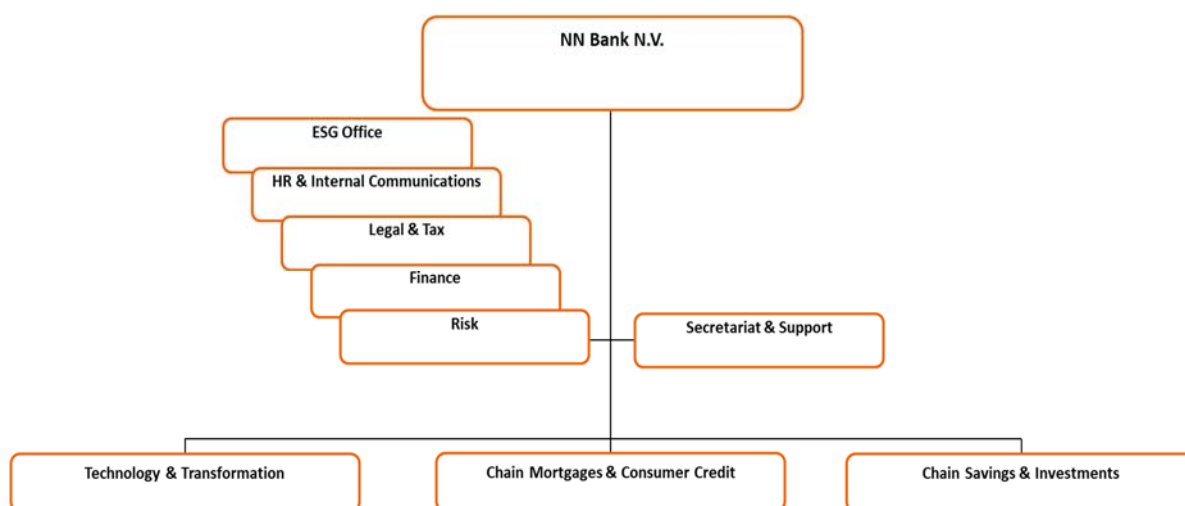 NN Bank N.V.
ESG Office
HR & Internal Communications
Legal & Tax
Finance
Risk
Secretariat & Support
Technology & Transformation
Chain Mortgages & Consumer Credit
Chain Savings & Investments